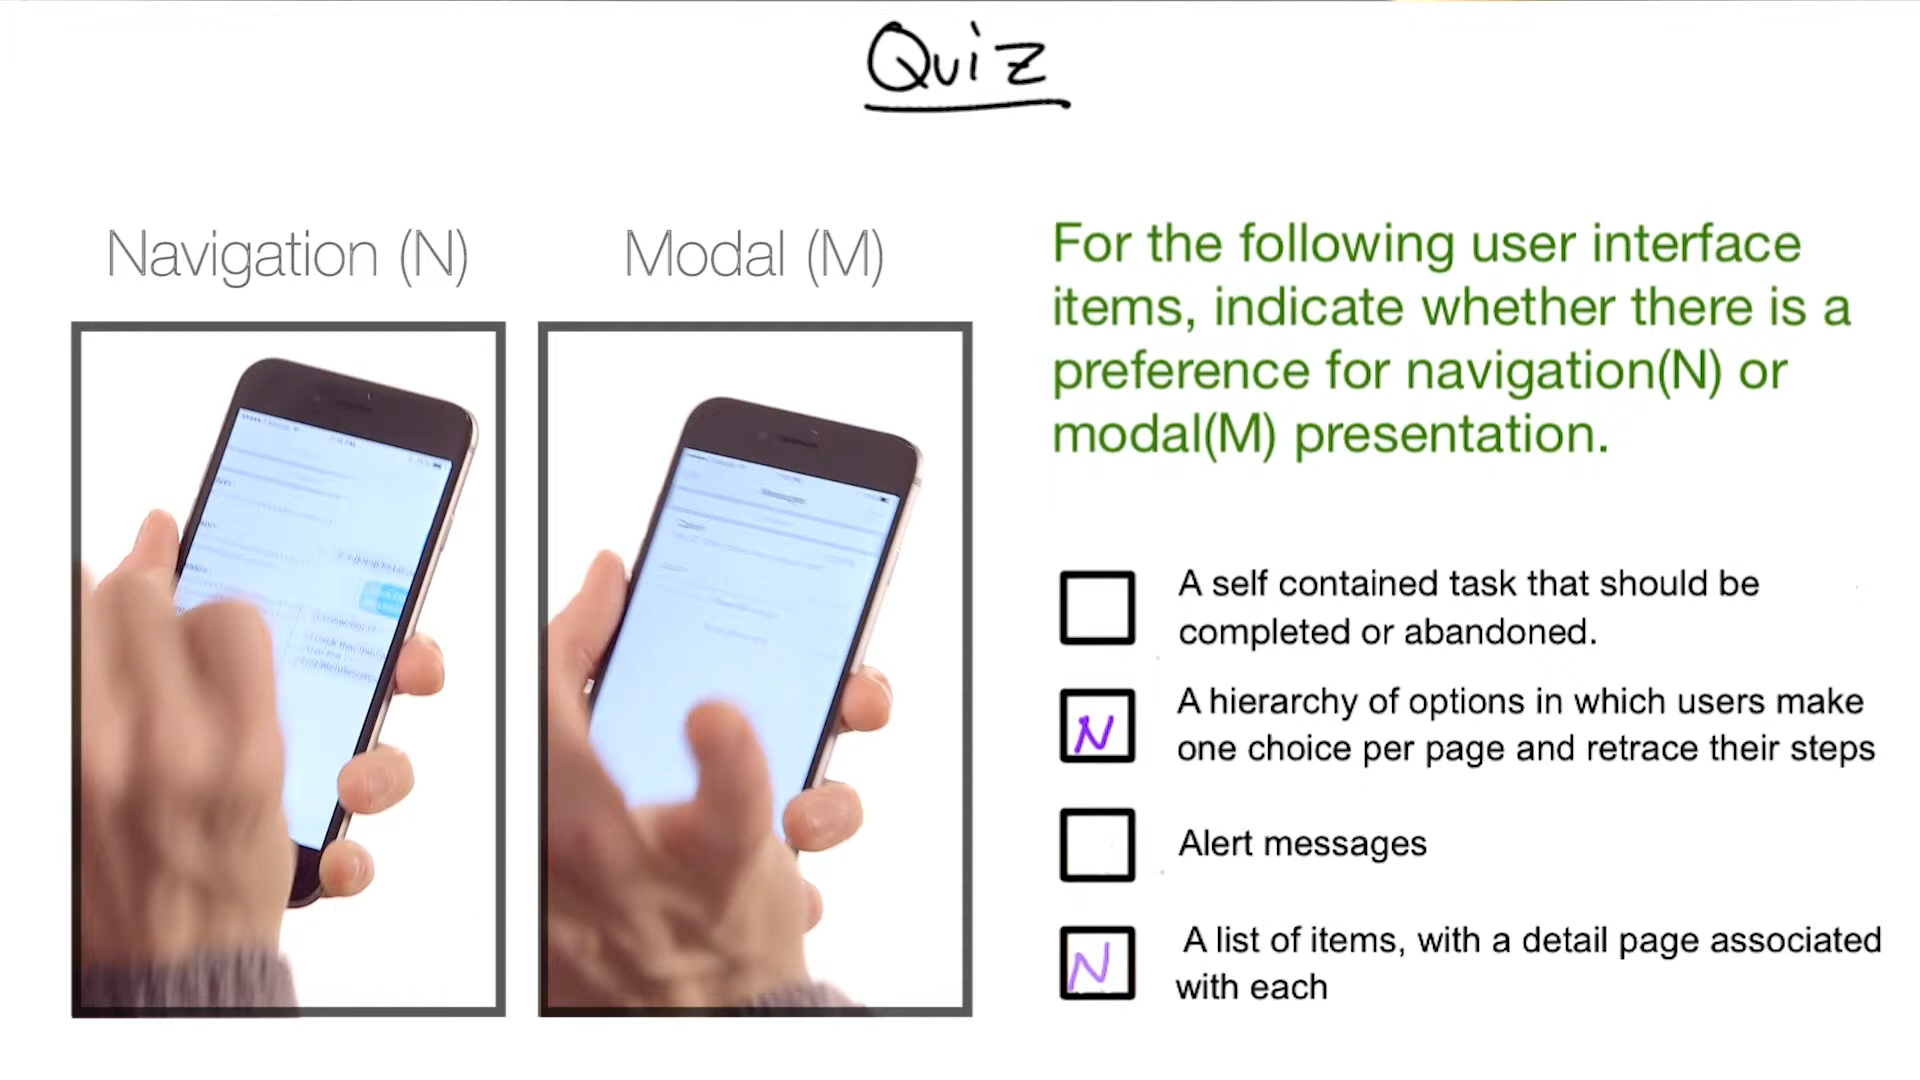 Quiz
Navigation (N)
Modal (M)
For the following user interface
items, indicate whether there is a
preference for navigation(N) or
modal(M) presentation.
A self contained task that should be
completed or abandoned.
N
A hierarchy of options in which users make
one choice per page and retrace their steps
Alert messages
N
A list of items, with a detail page associated
with each